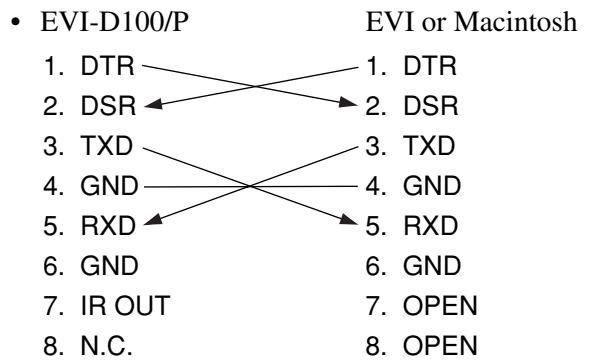 • EVI-D100/P EVI or Macintosh
1. DTR 1. DTR
2. DSR 2. DSR
3. TXD 3. TXD
4. GND 4. GND
5. RXD 5. RXD
6. GND 6. GND
7. IR OUT 7. OPEN
8. N.C. 8. OPEN